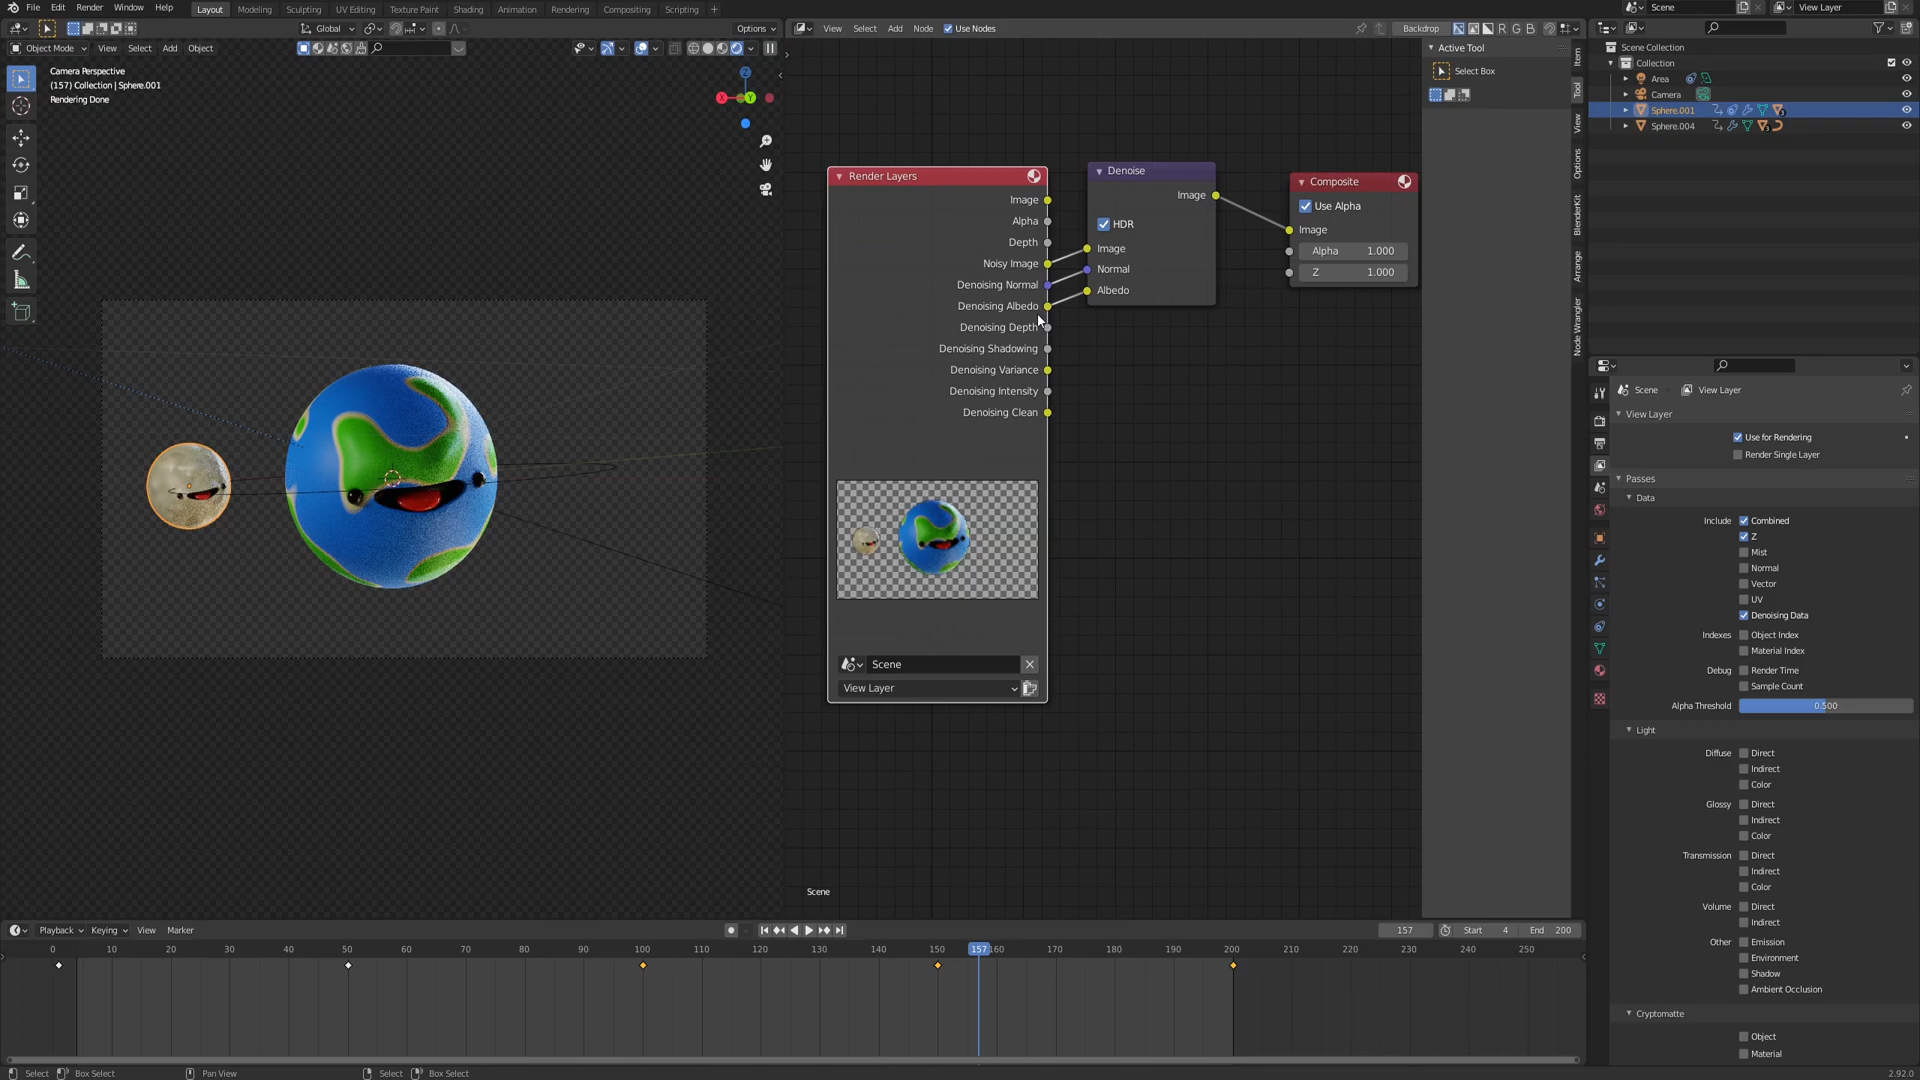 File Edit Render Window Help Layout Modeling Sculpting UV Editing Texture Paint Shading Animation Rendering Compositing Scripting + Scene View Layer
Global Options View Select Add Node Use Nodes Backdrop R G B
Object Mode View Select Add Object
Camera Perspective
(157) Collection | Sphere.001
Rendering Done
Z
X Y
Render Layers
Image
Alpha
Depth
Noisy Image
Denoising Normal
Denoising Albedo
Denoising Depth
Denoising Shadowing
Denoising Variance
Denoising Intensity
Denoising Clean
Scene
View Layer
Denoise
Image
HDR
Image
Normal
Albedo
Composite
Use Alpha
Image
Alpha 1.000
Z 1.000
Scene
Active Tool
Select Box
Item
Tool
View
Options
BlenderKit
Arrange
Node Wrangler
Scene Collection
Collection
Area
Camera
Sphere.001
Sphere.004
Scene View Layer
View Layer
Use for Rendering
Render Single Layer
Passes
Data
Include Combined
Z
Mist
Normal
Vector
UV
Denoising Data
Indexes Object Index
Material Index
Debug Render Time
Sample Count
Alpha Threshold 0.500
Light
Diffuse Direct
Indirect
Color
Glossy Direct
Indirect
Color
Transmission Direct
Indirect
Color
Volume Direct
Indirect
Other Emission
Environment
Shadow
Ambient Occlusion
Cryptomatte
Object
Material
Playback Keying View Marker 157 Start 4 End 200
0 10 20 30 40 50 60 70 80 90 100 110 120 130 140 150 157 160 170 180 190 200 210 220 230 240 250
Select Box Select Pan View Select Box Select 2.92.0